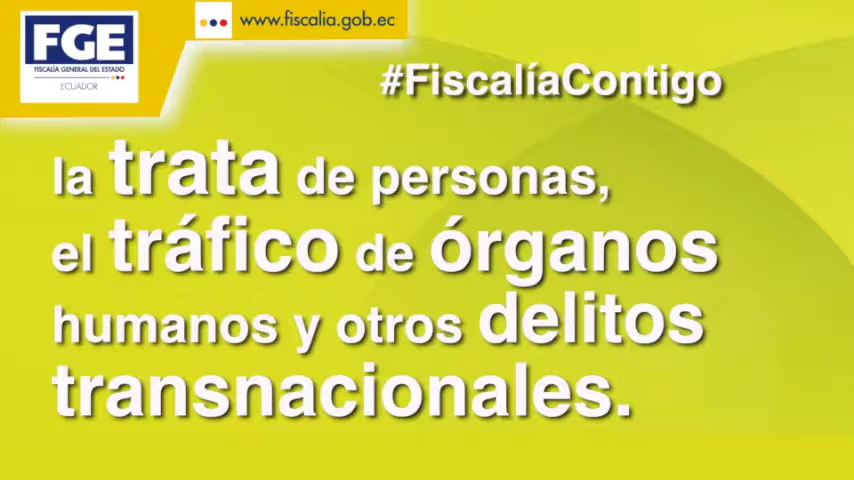 FGE
FISCALÍA GENERAL DEL ESTADO
ECUADOR
www.fiscalia.gob.ec
#FiscalíaContigo
la trata de personas,
el tráfico de órganos
humanos y otros delitos
transnacionales.